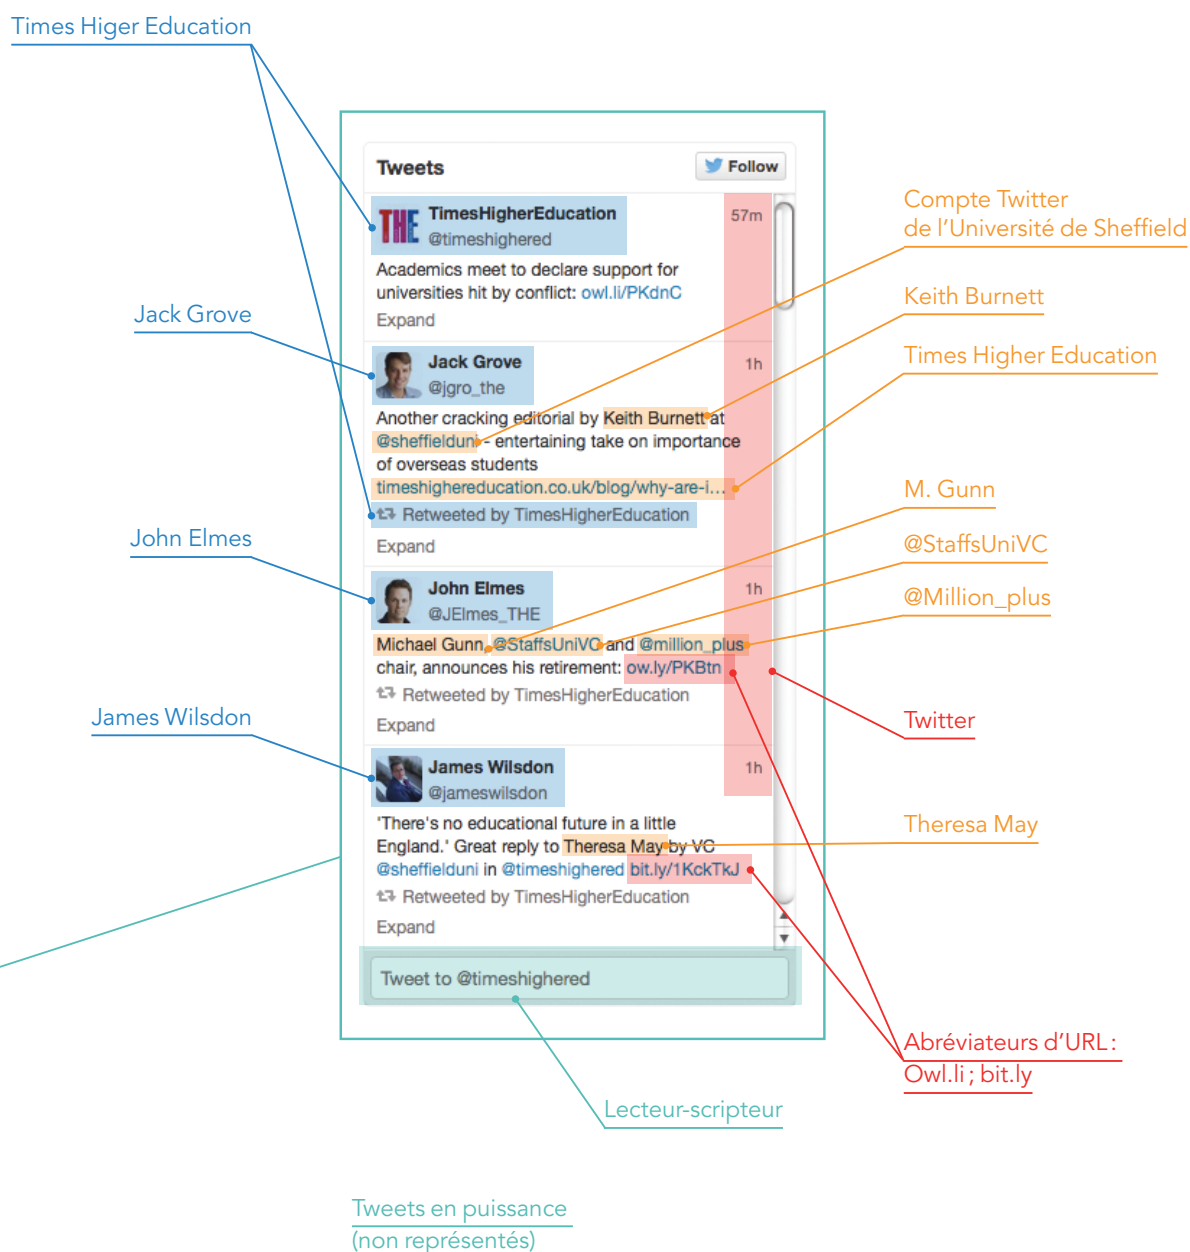 Times Higer Education
Tweets
Follow
THE
TimesHigherEducation
57m
@timeshighered
Academics meet to declare support for
universities hit by conflict: owl.li/PKdnC
Expand
Jack Grove
Jack Grove
1h
@jgro_the
Another cracking editorial by Keith Burnett at
@sheffielduni - entertaining take on importance
of overseas students
timeshighereducation.co.uk/blog/why-are-i...
Retweeted by TimesHigherEducation
Expand
John Elmes
John Elmes
1h
@JElmes_THE
Michael Gunn, @StaffsUniVC and @million_plus
chair, announces his retirement: ow.ly/PKBtn
Retweeted by TimesHigherEducation
Expand
James Wilsdon
James Wilsdon
1h
@jameswilsdon
'There's no educational future in a little
England.' Great reply to Theresa May by VC
@sheffielduni in @timeshighered bit.ly/1KckTkJ
Retweeted by TimesHigherEducation
Expand
Tweet to @timeshighered
Compte Twitter
de l'Université de Sheffield
Keith Burnett
Times Higher Education
M. Gunn
@StaffsUniVC
@Million_plus
Twitter
Theresa May
Abréviateurs d'URL :
Owl.li ; bit.ly
Lecteur-scripteur
Tweets en puissance
(non représentés)